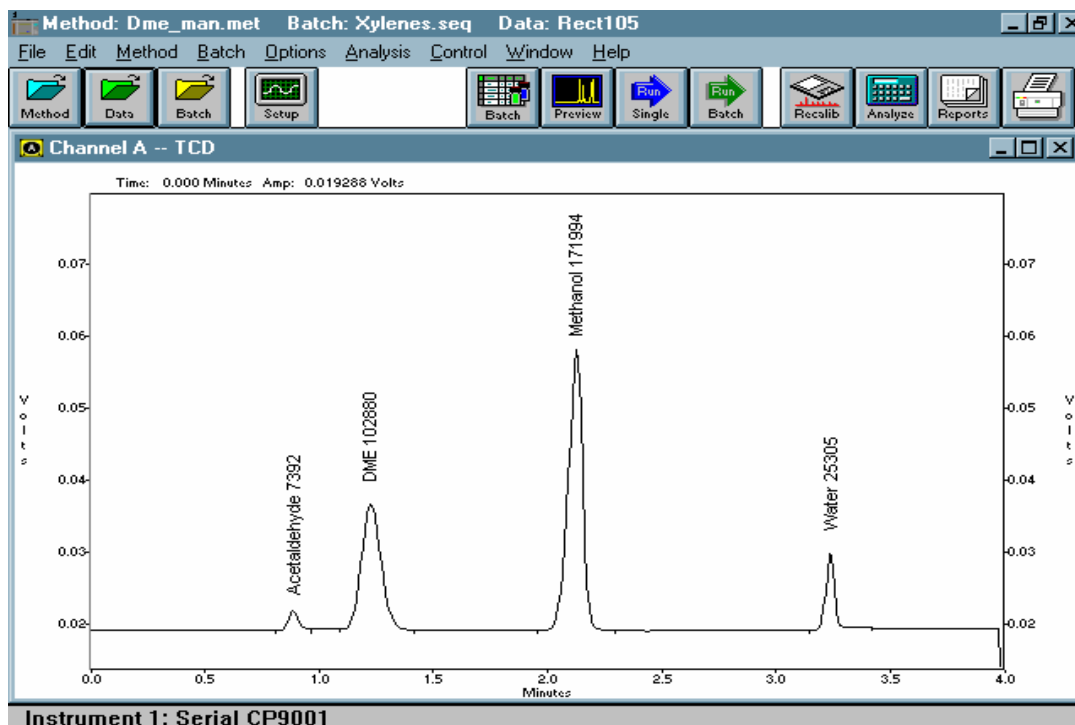 Method: Dme_man.met Batch: Xylenes.seq Data: Rect105
File Edit Method Batch Options Analysis Control Window Help
Method Data Batch Setup Batch Preview Run Single Run Batch Recalib Analyze Reports
A Channel A -- TCD
Time: 0.000 Minutes Amp: 0.019288 Volts
0.07 0.07
0.06 0.06
0.05 0.05
0.04 0.04
0.03 0.03
0.02 0.02
Volts
Acetaldehyde 7392
DME 102880
Methanol 171994
Water 25305
Volts
0.0 0.5 1.0 1.5 2.0 2.5 3.0 3.5 4.0
Minutes
Instrument 1: Serial CP9001